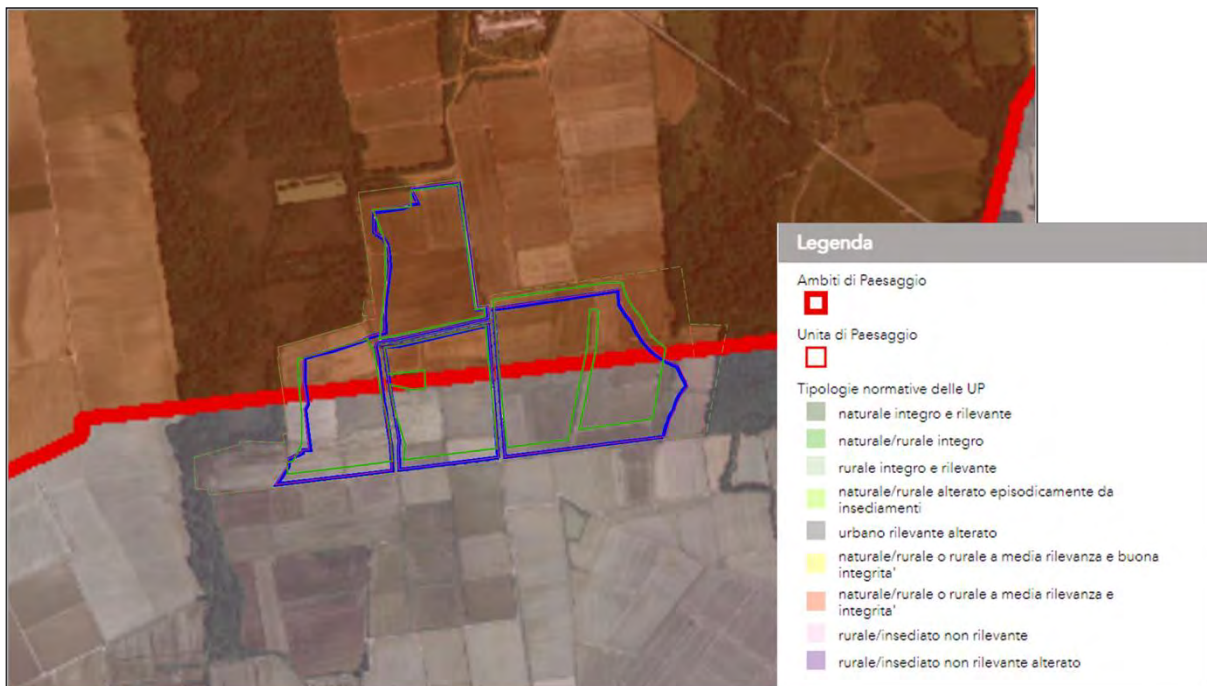 Legenda
Ambiti di Paesaggio
Unita di Paesaggio
Tipologie normative delle UP
naturale integro e rilevante
naturale/rurale integro
rurale integro e rilevante
naturale/rurale alterato episodicamente da
insediamenti
urbano rilevante alterato
naturale/rurale o rurale a media rilevanza e buona
integrita'
naturale/rurale o rurale a media rilevanza e
integrita'
rurale/insediato non rilevante
rurale/insediato non rilevante alterato